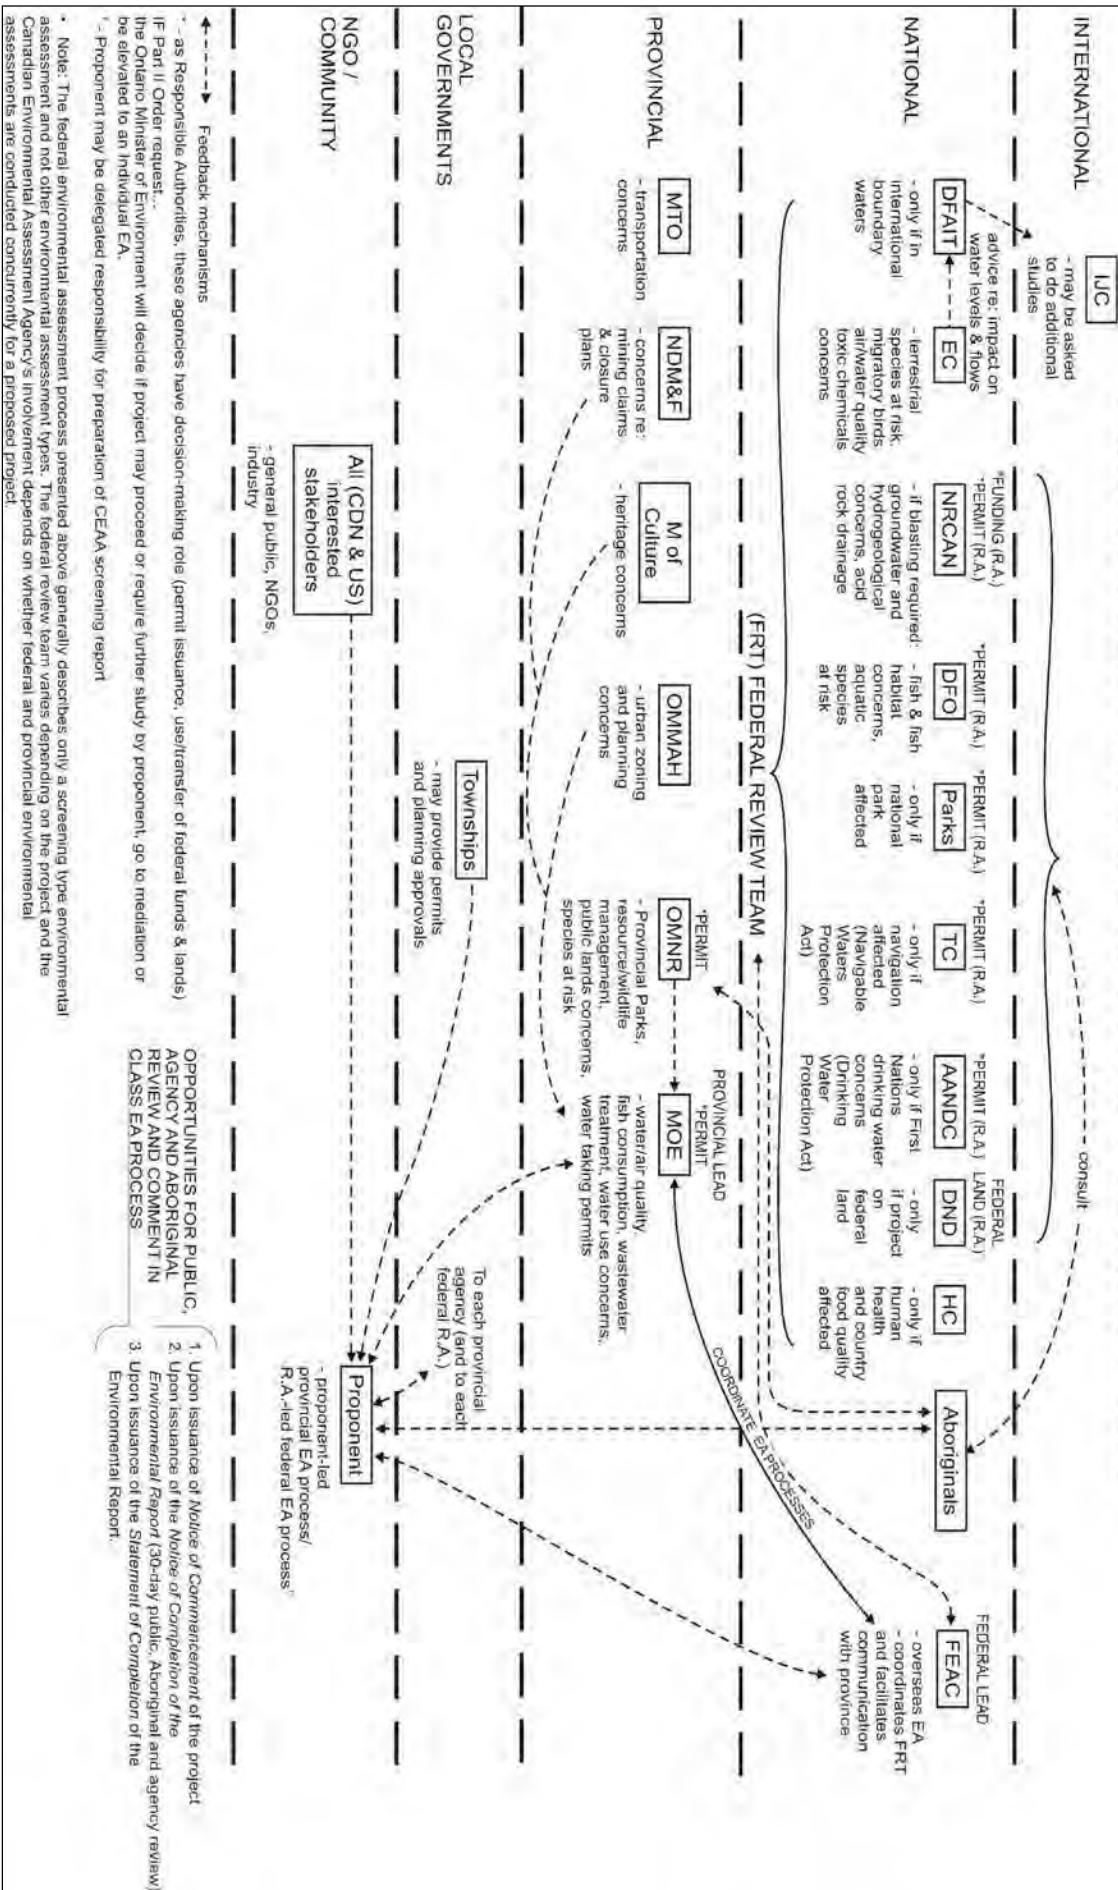 INTERNATIONAL
IJC
- may be asked
to do additional
studies
consult
NATIONAL
DFAIT
- only if in
international
boundary
waters
advice re: impact on
water levels & flows
EC
- terrestrial
species at risk,
migratory birds
air/water quality
toxic chemicals
concerns
*FUNDING (R.A.)
*PERMIT (R.A.)
NRCAN
- if blasting required:
groundwater and
hydrogeological
concerns, acid
rock drainage
*PERMIT (R.A.)
DFO
- fish & fish
habitat
concerns,
aquatic
species
at risk
*PERMIT (R.A.)
Parks
- only if
national
park
affected
*PERMIT (R.A.)
TC
- only if
navigation
affected
(Navigable
Waters
Protection
Act)
*PERMIT (R.A.)
AANDC
- only if First
Nations
drinking water
concerns
(Drinking
Water
Protection Act)
FEDERAL
LAND (R.A.)
DND
- only
if project
on
federal
land
HC
- only if
human
health
and country
food quality
affected
Aboriginals
FEDERAL LEAD
FEAC
- oversees EA
- coordinates FRT
and facilitates
communication
with province
(FRT) FEDERAL REVIEW TEAM
COORDINATE EA PROCESSES
PROVINCIAL
MTO
- transportation
concerns
NDM&F
- concerns re:
mining claims
& closure
plans
M of
Culture
- heritage concerns
OMMAH
- urban zoning
and planning
concerns
*PERMIT
OMNR
- Provincial Parks,
resource/wildlife
management,
public lands concerns,
species at risk
PROVINCIAL LEAD
*PERMIT
MOE
- water/air quality,
fish consumption, wastewater
treatment, water use concerns,
water taking permits
LOCAL
GOVERNMENTS
Townships
- may provide permits
and planning approvals
To each provincial
agency (and to each
federal R.A.)
NGO /
COMMUNITY
All (CDN & US)
interested
stakeholders
- general public, NGOs,
industry
Proponent
- proponent-led
provincial EA process/
R.A.-led federal EA process"
Feedback mechanisms
* - as Responsible Authorities, these agencies have decision-making role (permit issuance, use/transfer of federal funds & lands)
IF Part II Order request...
the Ontario Minister of Environment will decide if project may proceed or require further study by proponent, go to mediation or
be elevated to an Individual EA.
" - Proponent may be delegated responsibility for preparation of CEAA screening report
• Note: The federal environmental assessment process presented above generally describes only a screening type environmental
assessment and not other environmental assessment types. The federal review team varies depending on the project and the
Canadian Environmental Assessment Agency's involvement depends on whether federal and provincial environmental
assessments are conducted concurrently for a proposed project.
OPPORTUNITIES FOR PUBLIC,
AGENCY AND ABORIGINAL
REVIEW AND COMMENT IN
CLASS EA PROCESS
1. Upon issuance of Notice of Commencement of the project
2. Upon issuance of the Notice of Completion of the
Environmental Report (30-day public, Aboriginal and agency review)
3. Upon issuance of the Statement of Completion of the
Environmental Report.